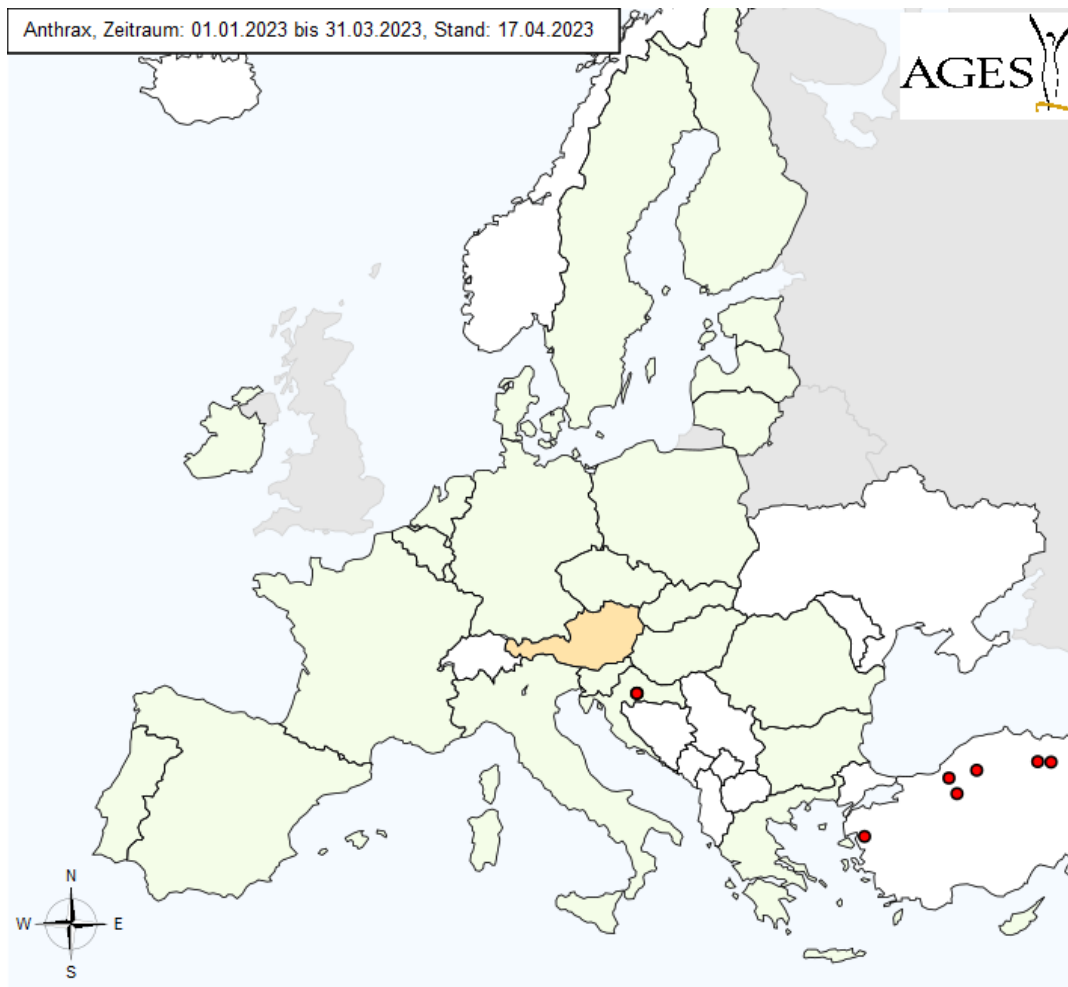 Anthrax, Zeitraum: 01.01.2023 bis 31.03.2023, Stand: 17.04.2023
AGES
N
W E
S